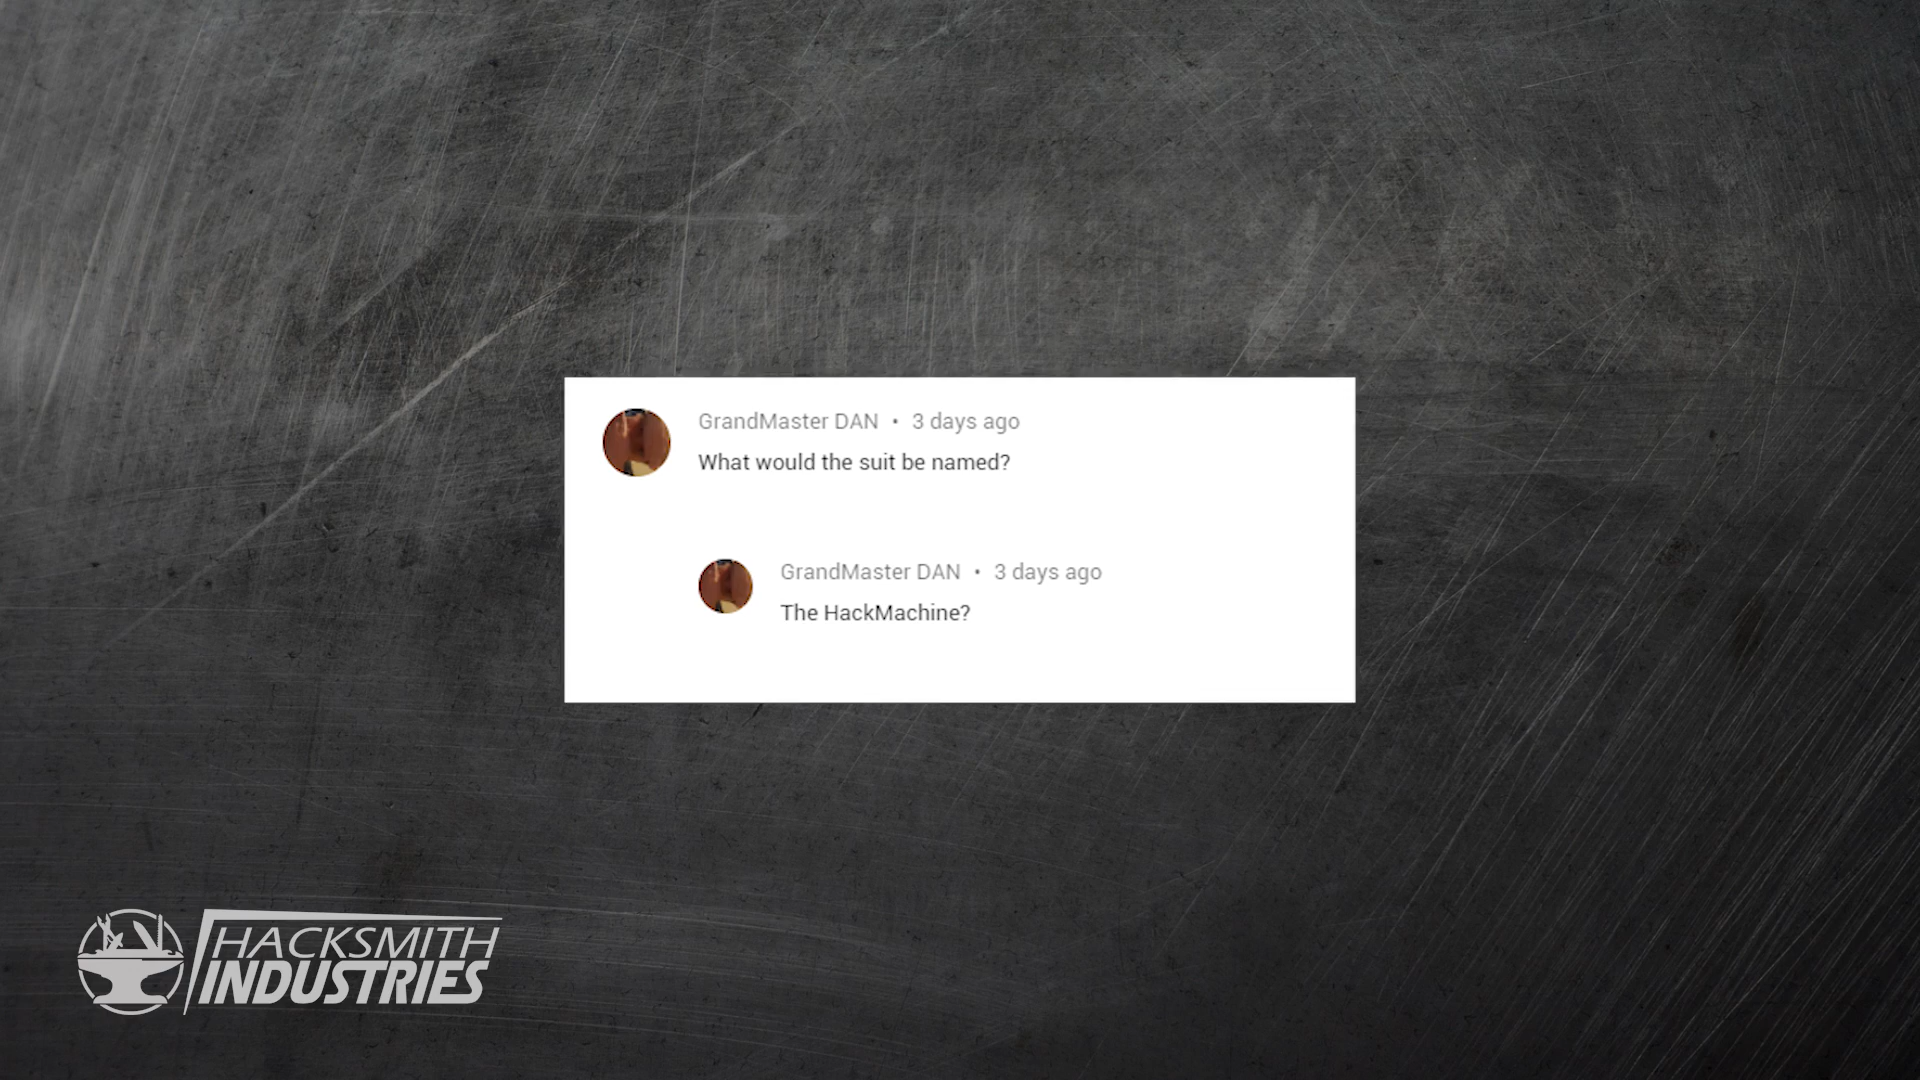 GrandMaster DAN • 3 days ago
What would the suit be named?
GrandMaster DAN • 3 days ago
The HackMachine?
HACKSMITH
INDUSTRIES